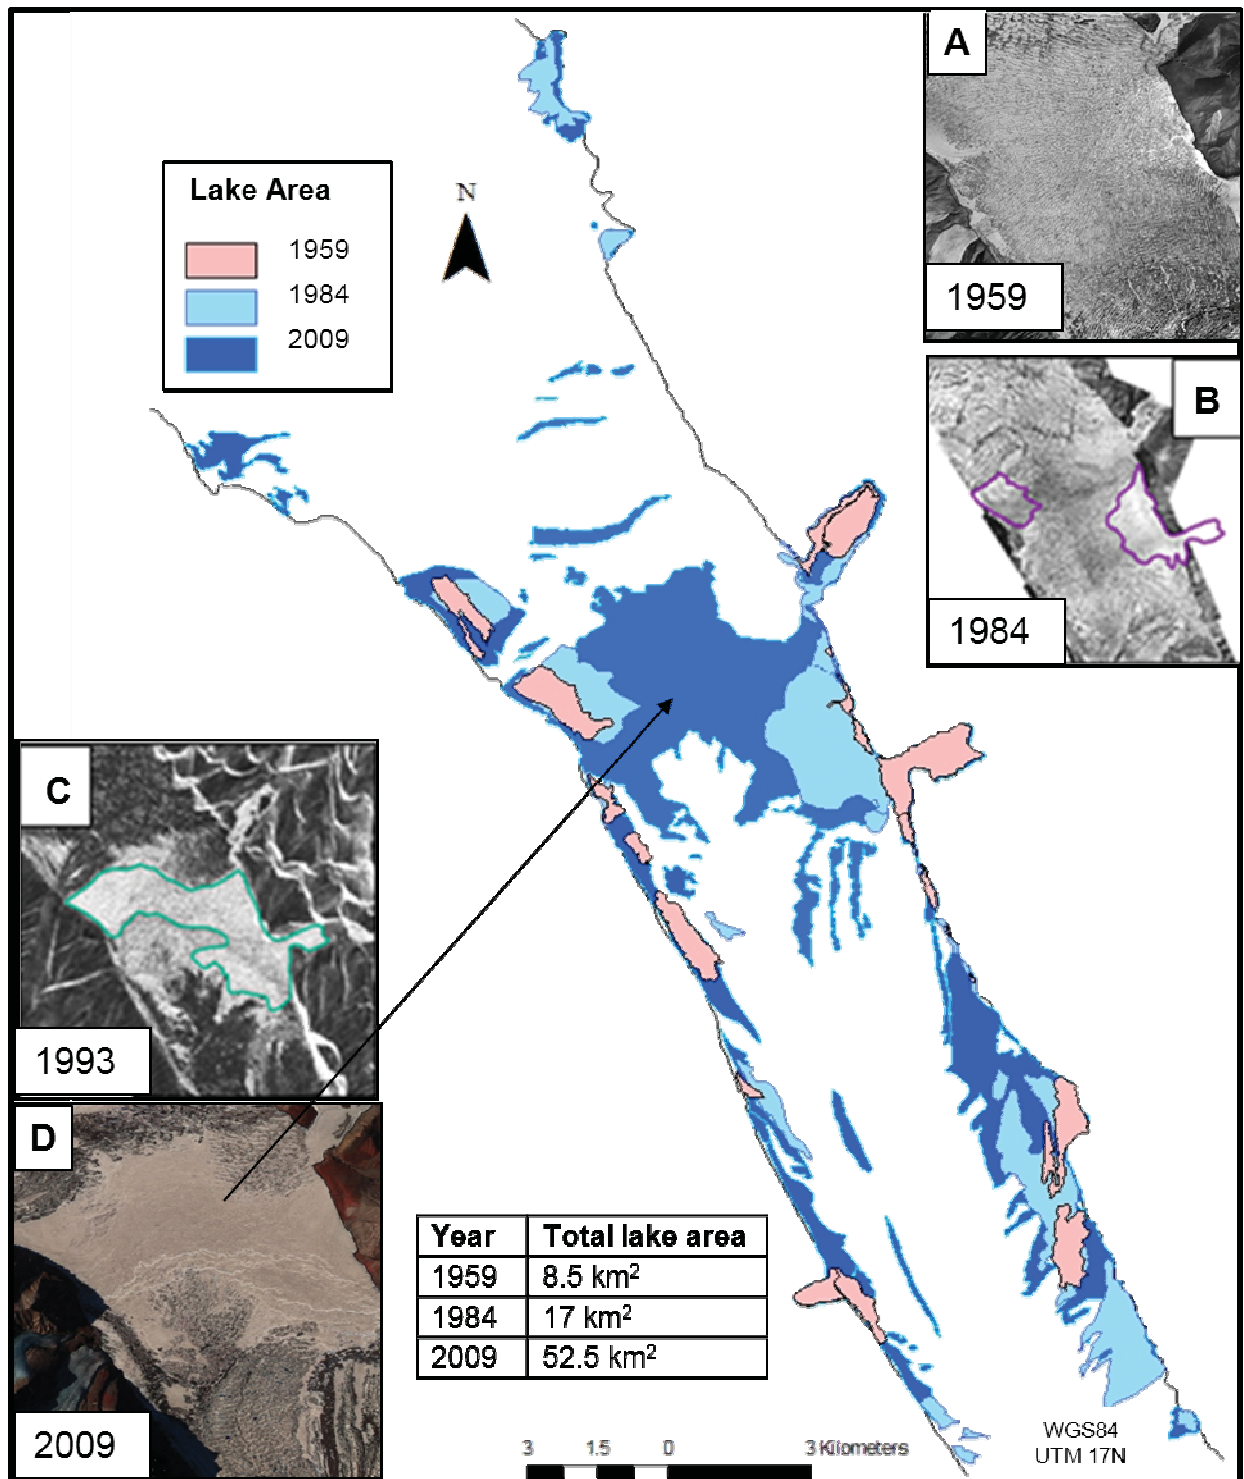 A
1959
N
Lake Area
1959
1984
2009
B
1984
C
1993
D
2009
Year Total lake area
1959 8.5 km²
1984 17 km²
2009 52.5 km²
WGS84
UTM 17N
3 1.5 0 3 Kilometers